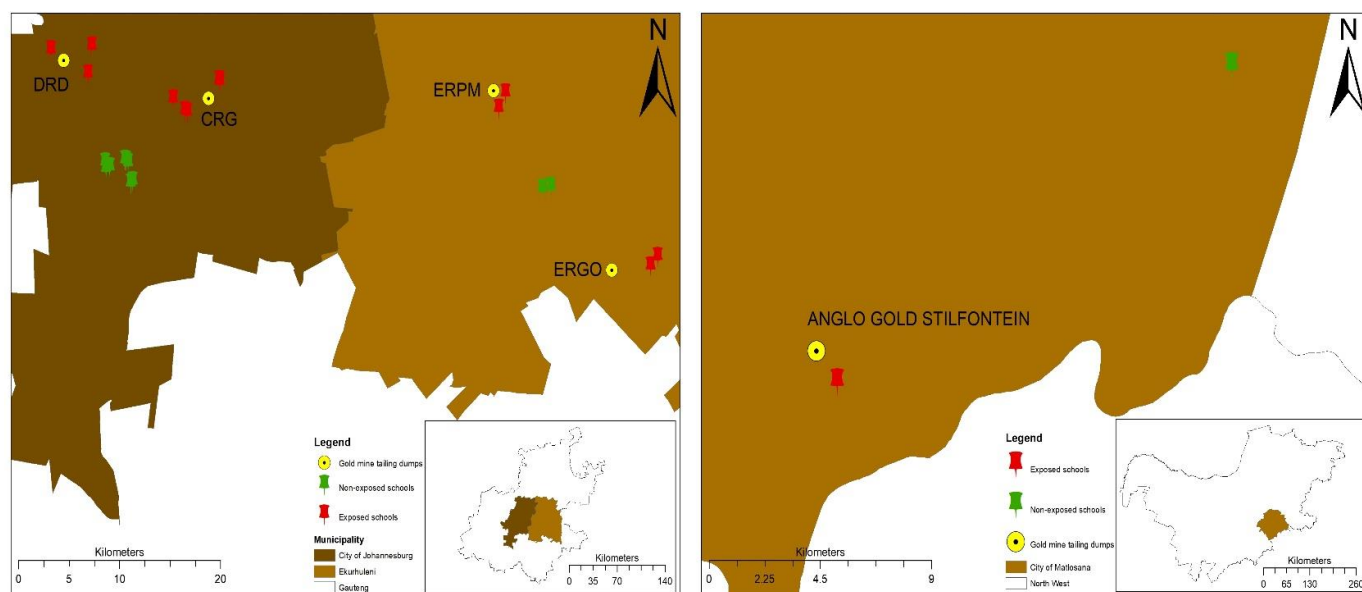 N
DRD
CRG
ERPM
ERGO
Legend
Gold mine tailing dumps
Non-exposed schools
Exposed schools
Municipality
City of Johannesburg
Ekurhuleni
Gauteng
Kilometers
0 5 10 20
Kilometers
0 35 70 140
N
ANGLO GOLD STILFONTEIN
Legend
Exposed schools
Non-exposed schools
Gold mine tailing dumps
City of Matlosana
North West
0 2.25 4.5 9
Kilometers
Kilometers
0 65 130 260